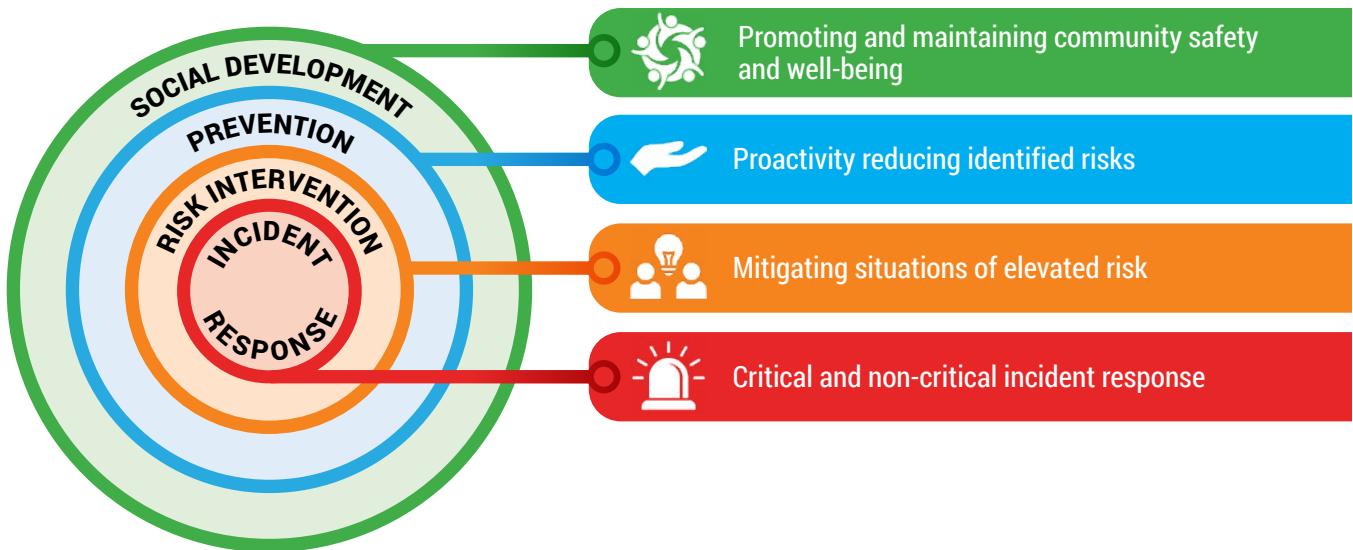 SOCIAL DEVELOPMENT
PREVENTION
RISK INTERVENTION
INCIDENT
RESPONSE
Promoting and maintaining community safety
and well-being
Proactivity reducing identified risks
Mitigating situations of elevated risk
Critical and non-critical incident response